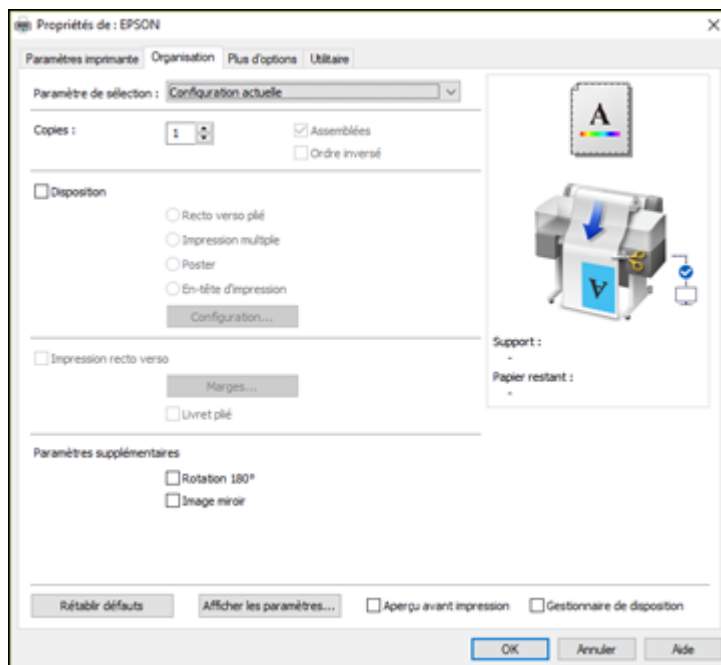 Propriétés de : EPSON
Paramètres imprimante Organisation Plus d'options Utilitaire
Paramètre de sélection : Configuration actuelle
Copies : 1 Assemblées
Ordre inversé
Disposition
Recto verso plié
Impression multiple
Poster
En-tête d'impression
Configuration...
Impression recto verso
Marges...
Livret plié
Paramètres supplémentaires
Rotation 180°
Image miroir
A
A
Support :
-
Papier restant :
-
Rétablir défauts Afficher les paramètres... Aperçu avant impression Gestionnaire de disposition
OK Annuler Aide